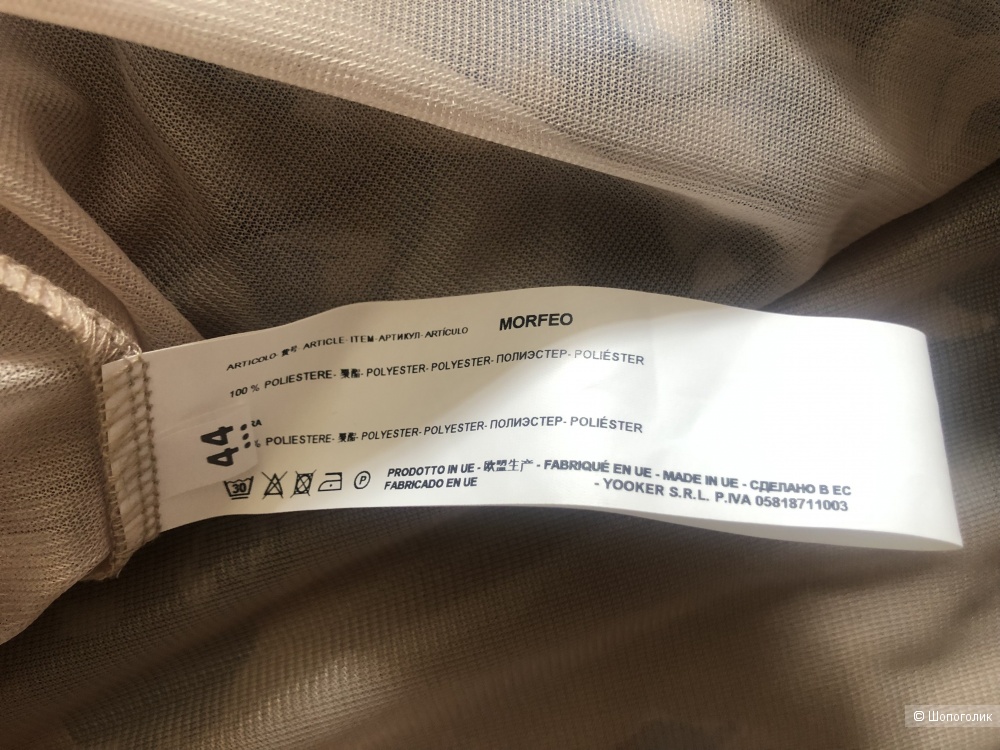 ARTICOLO- 货号- ARTICLE- ITEM- АРТИКУЛ- ARTÍCULO MORFEO
100 % POLIESTERE- 聚酯- POLYESTER- POLYESTER- ПОЛИЭСТЕР- POLIÉSTER
RA
POLIESTERE- 聚酯- POLYESTER- POLYESTER- ПОЛИЭСТЕР- POLIÉSTER
44
30 P
PRODOTTO IN UE - 欧盟生产 - FABRIQUÉ EN UE - MADE IN UE - СДЕЛАНО В ЕС
FABRICADO EN UE - YOOKER S.R.L. P.IVA 05818711003
© Шопоголик